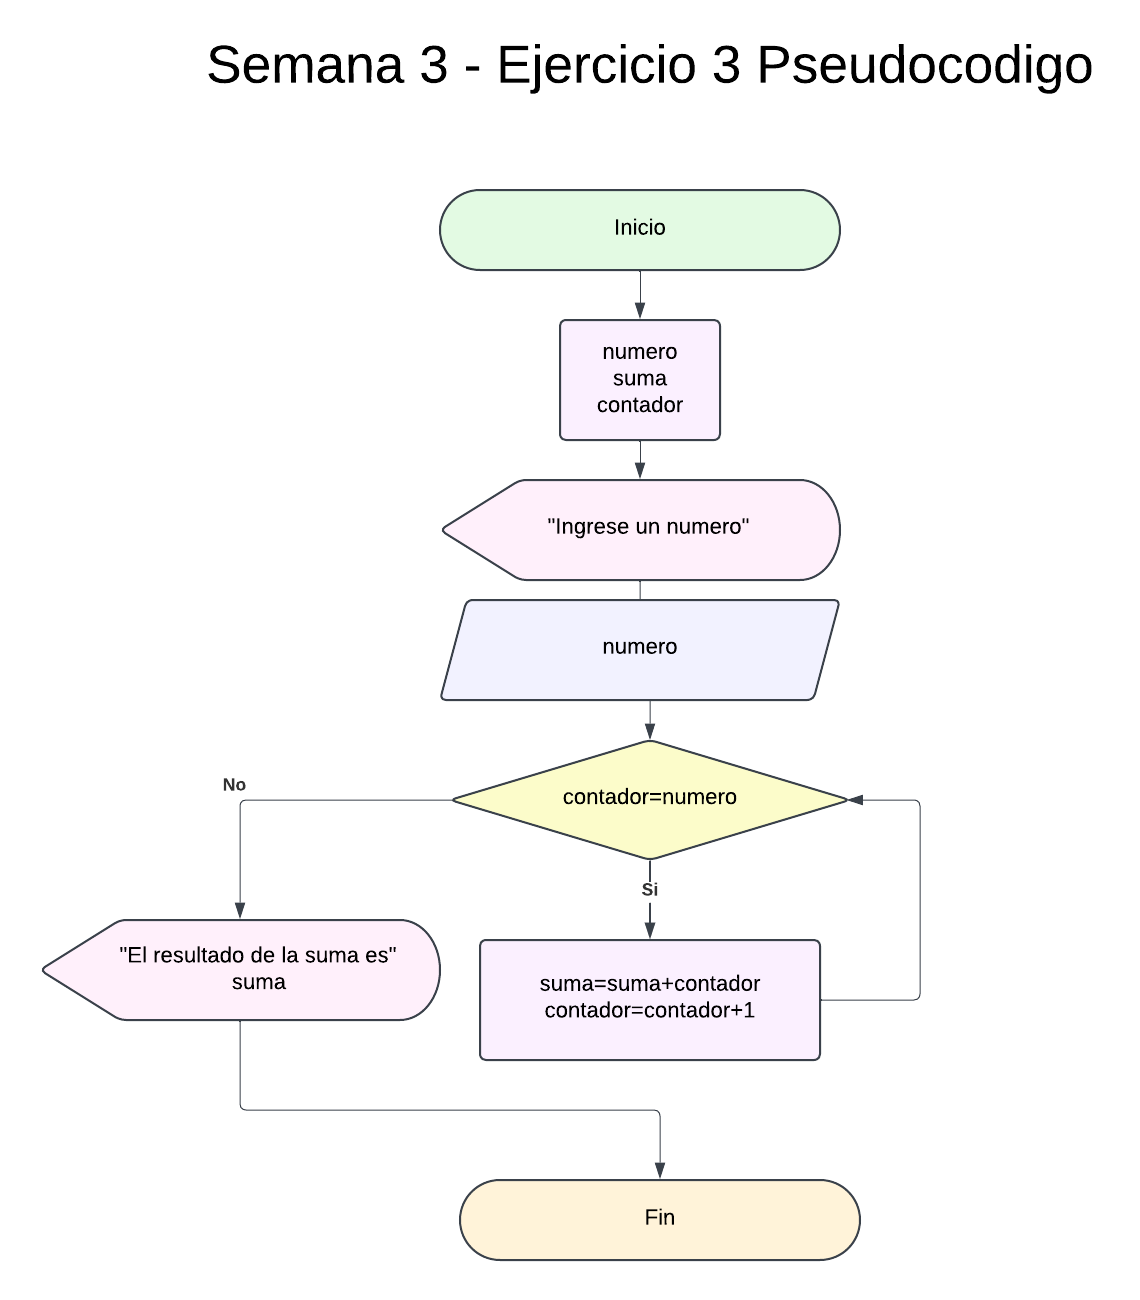 Semana 3 - Ejercicio 3 Pseudocodigo
Inicio
numero
suma
contador
"Ingrese un numero"
numero
contador=numero
No
Si
"El resultado de la suma es"
suma
suma=suma+contador
contador=contador+1
Fin